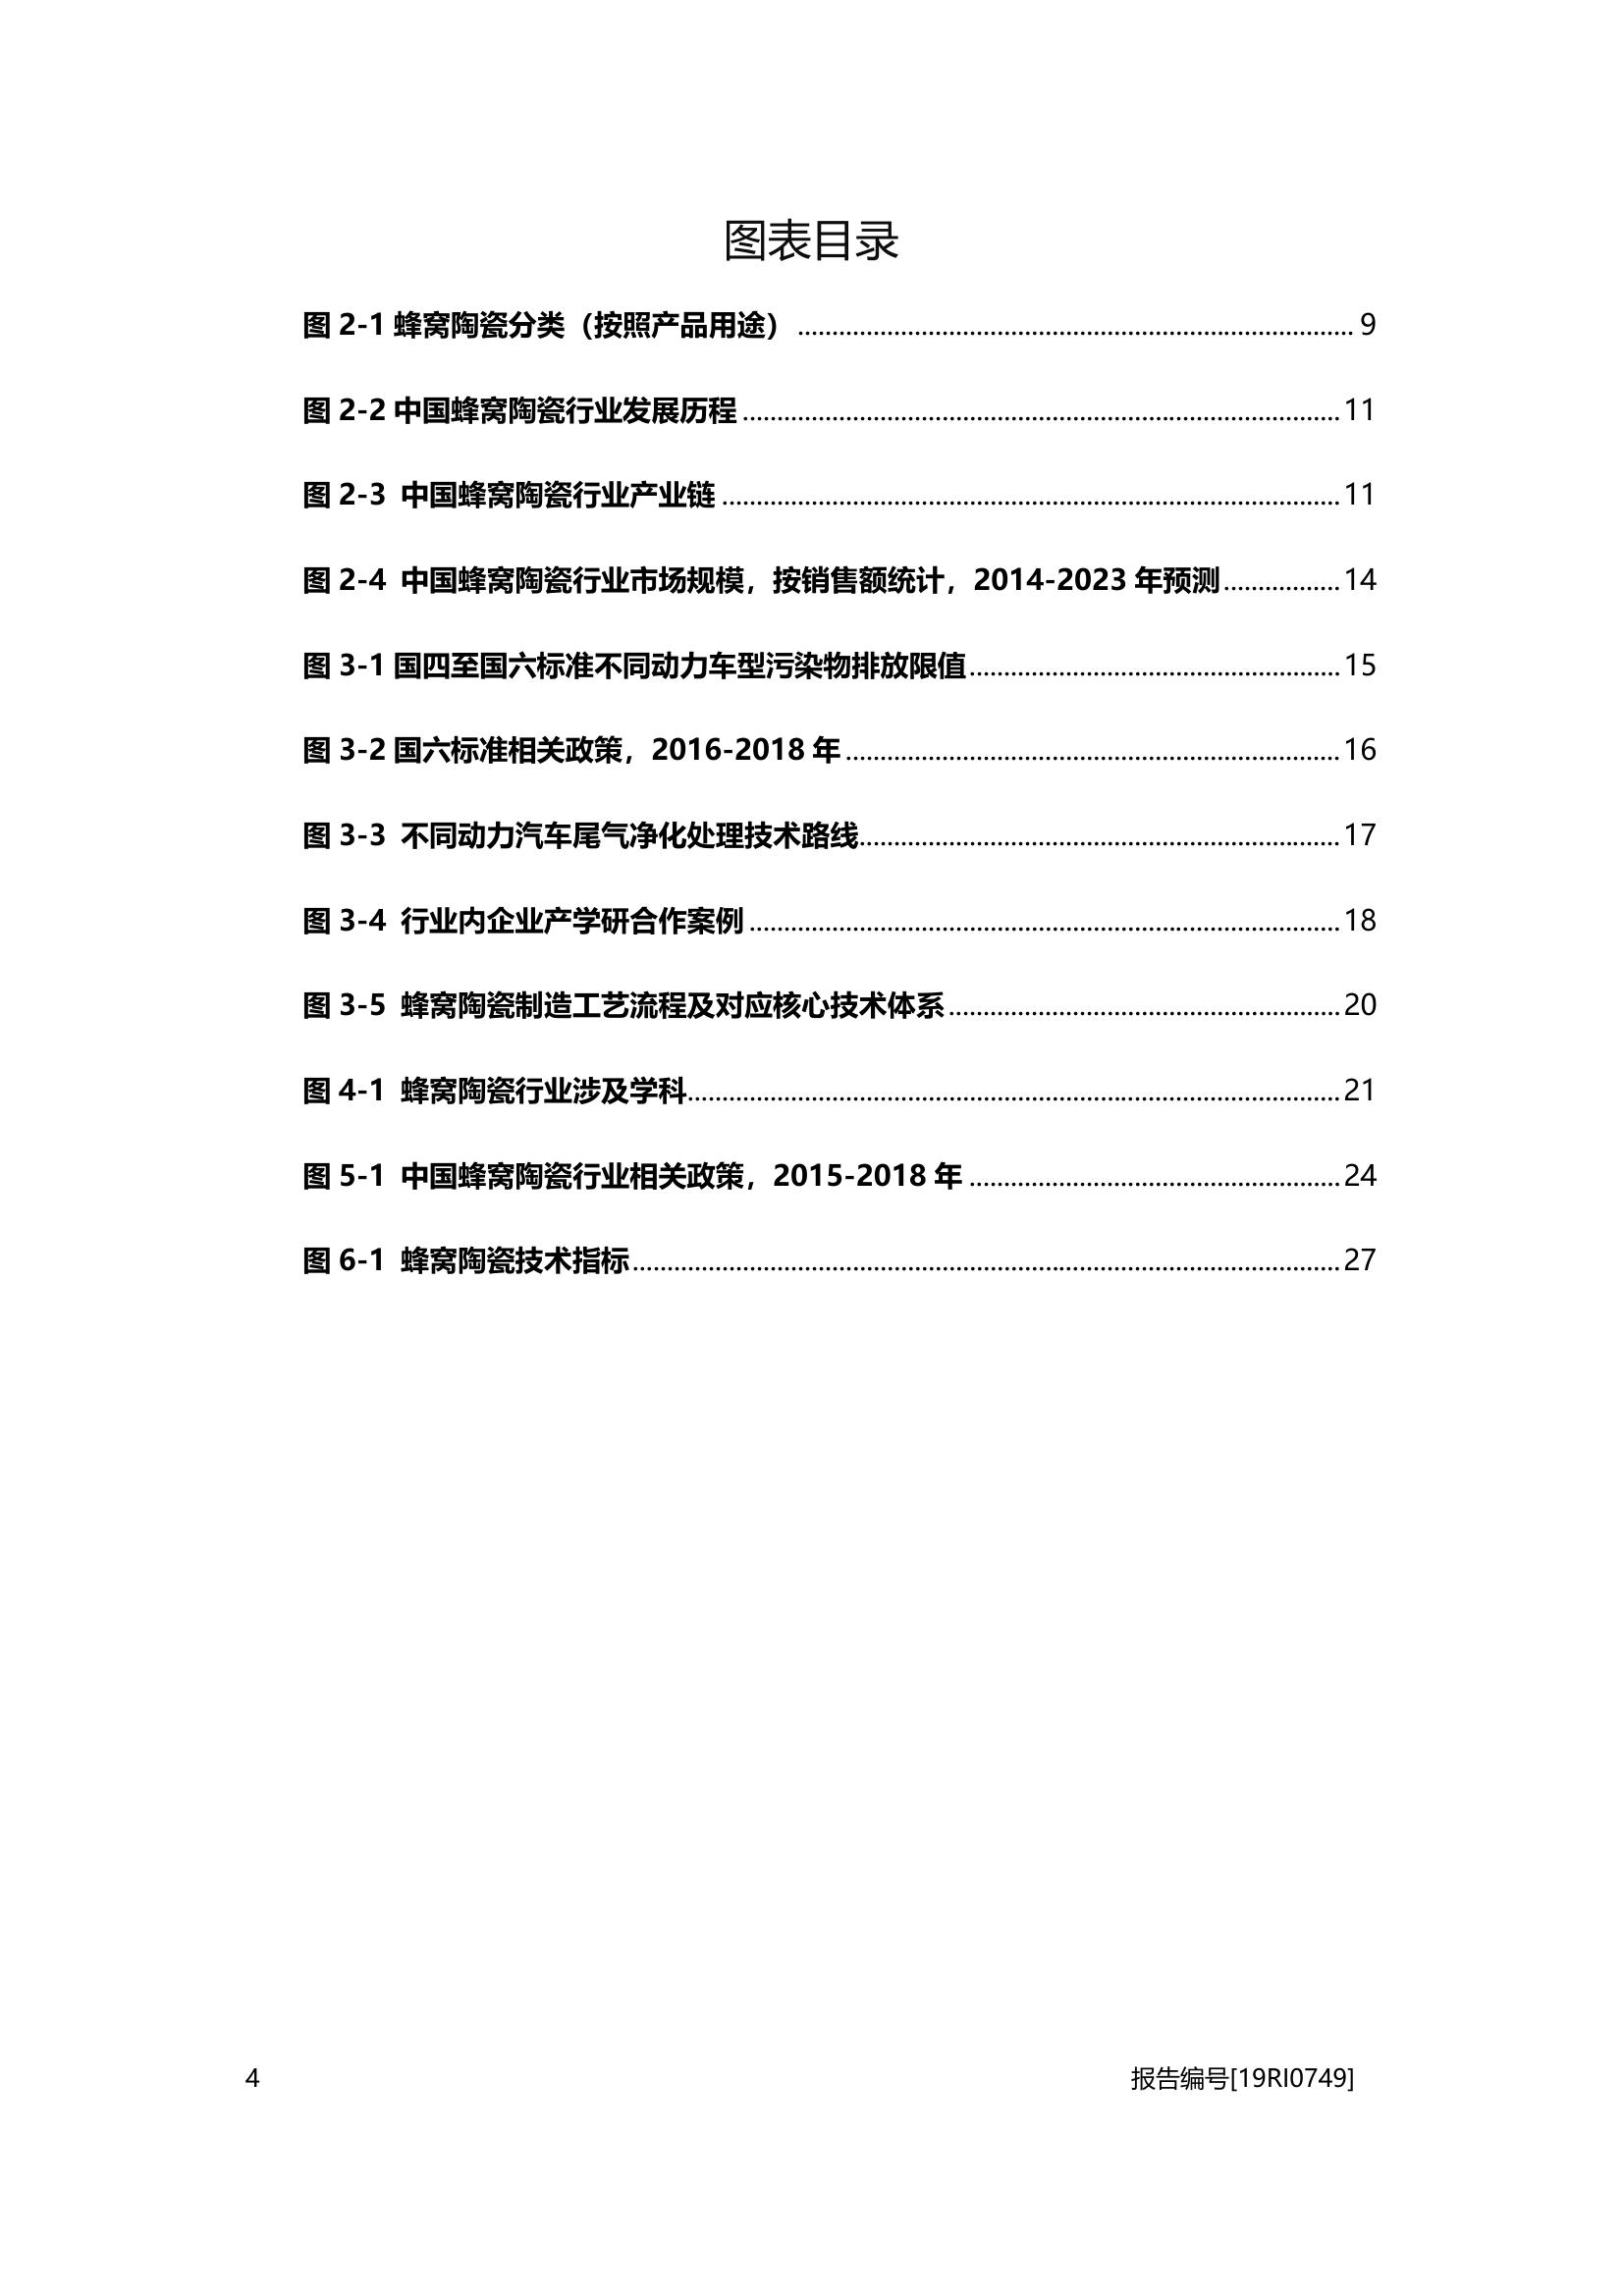 图表目录
图 2-1 蜂窝陶瓷分类（按照产品用途） ........................................ 9
图 2-2 中国蜂窝陶瓷行业发展历程 ........................................ 11
图 2-3 中国蜂窝陶瓷行业产业链 ........................................ 11
图 2-4 中国蜂窝陶瓷行业市场规模，按销售额统计，2014-2023 年预测 ................. 14
图 3-1 国四至国六标准不同动力车型污染物排放限值 ........................................ 15
图 3-2 国六标准相关政策，2016-2018 年 ........................................ 16
图 3-3 不同动力汽车尾气净化处理技术路线 ........................................ 17
图 3-4 行业内企业产学研合作案例 ........................................ 18
图 3-5 蜂窝陶瓷制造工艺流程及对应核心技术体系 ........................................ 20
图 4-1 蜂窝陶瓷行业涉及学科 ........................................ 21
图 5-1 中国蜂窝陶瓷行业相关政策，2015-2018 年 ........................................ 24
图 6-1 蜂窝陶瓷技术指标 ........................................ 27
4 报告编号[19RI0749]